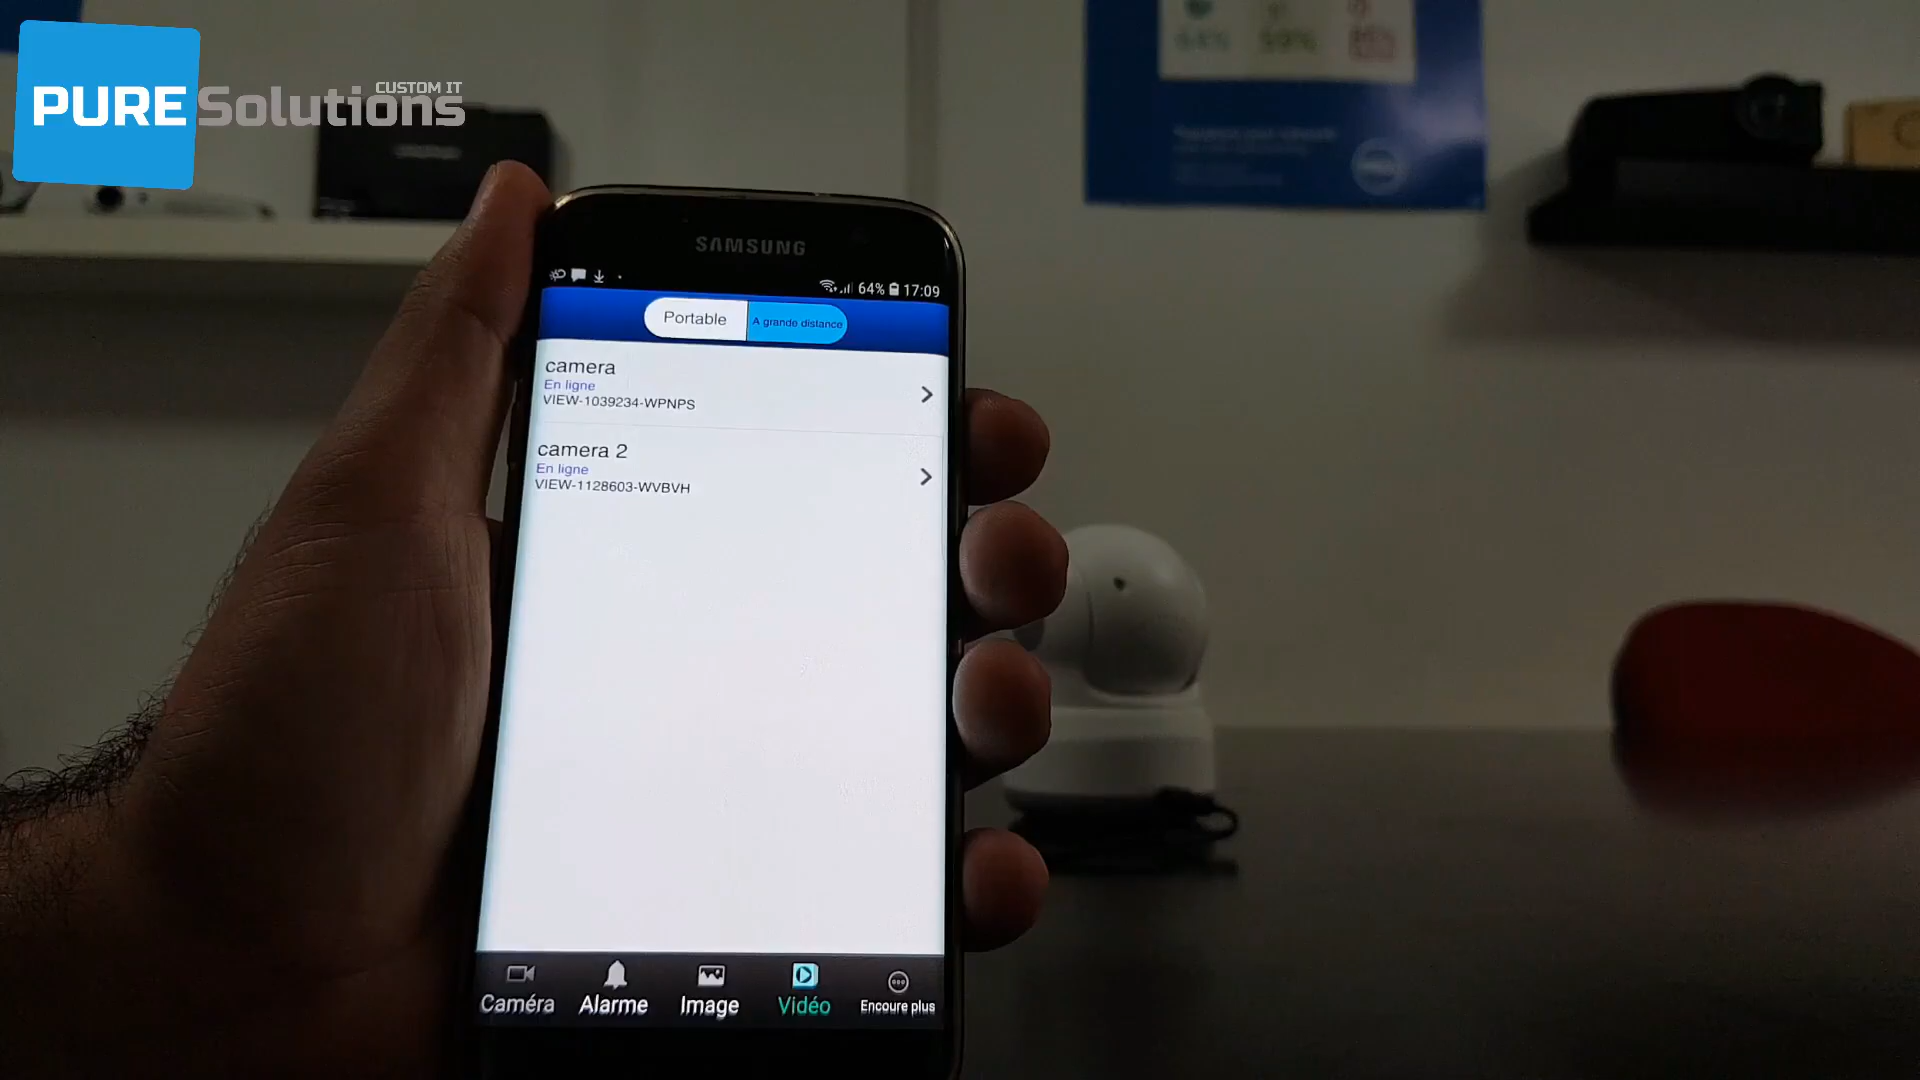 PURE Solutions
CUSTOM IT
SAMSUNG
64% 17:09
Portable
A grande distance
camera
En ligne
VIEW-1039234-WPNPS
camera 2
En ligne
VIEW-1128603-WVBVH
Caméra
Alarme
Image
Vidéo
Encoure plus